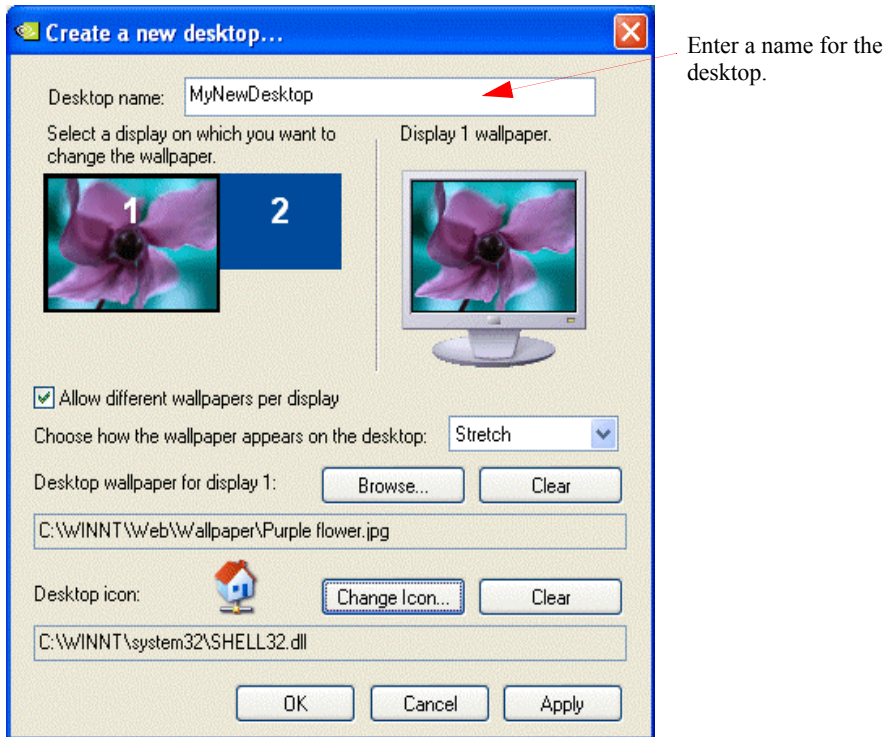 Create a new desktop...
Enter a name for the
desktop.
Desktop name:
MyNewDesktop
Select a display on which you want to
change the wallpaper.
Display 1 wallpaper.
1
2
Allow different wallpapers per display
Choose how the wallpaper appears on the desktop:
Stretch
Desktop wallpaper for display 1:
Browse...
Clear
C:\WINNT\Web\Wallpaper\Purple flower.jpg
Desktop icon:
Change Icon...
Clear
C:\WINNT\system32\SHELL32.dll
OK
Cancel
Apply